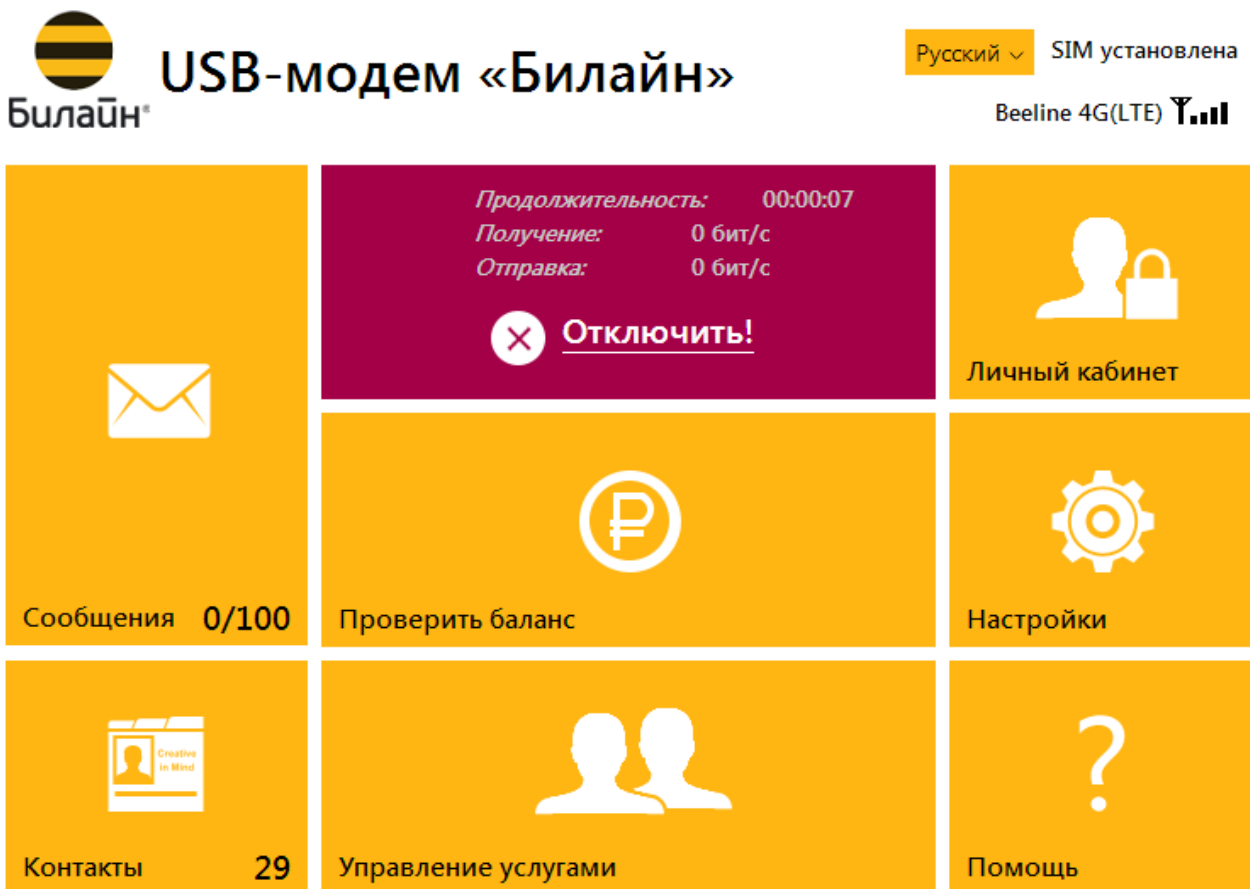 Билайн®
USB-модем «Билайн»
Русский
SIM установлена
Beeline 4G(LTE)
Продолжительность: 00:00:07
Получение: 0 бит/с
Отправка: 0 бит/с
Отключить!
Личный кабинет
Сообщения 0/100
Проверить баланс
Настройки
Creative
in Mind
Контакты 29
Управление услугами
Помощь